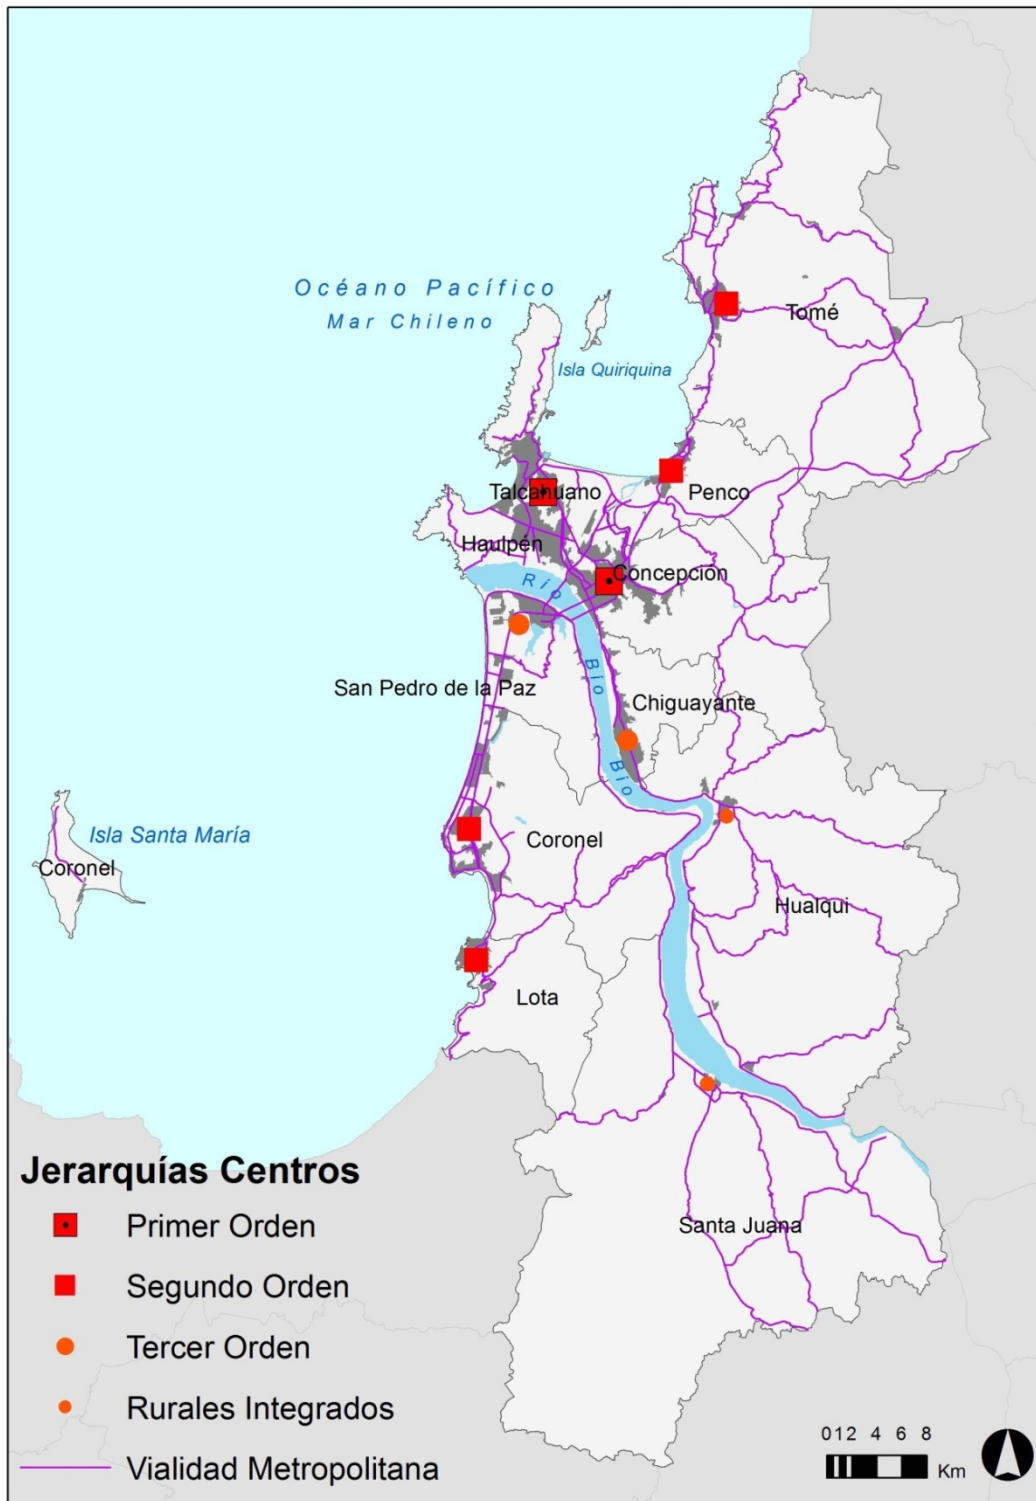 Océano Pacífico
Mar Chileno
Isla Quiriquina
Tomé
Talcahuano
Penco
Haulpén
Concepción
Río
Bío
Bío
San Pedro de la Paz
Chiguayante
Isla Santa María
Coronel
Coronel
Hualqui
Lota
Santa Juana
Jerarquías Centros
Primer Orden
Segundo Orden
Tercer Orden
Rurales Integrados
Vialidad Metropolitana
0 1 2 4 6 8
Km